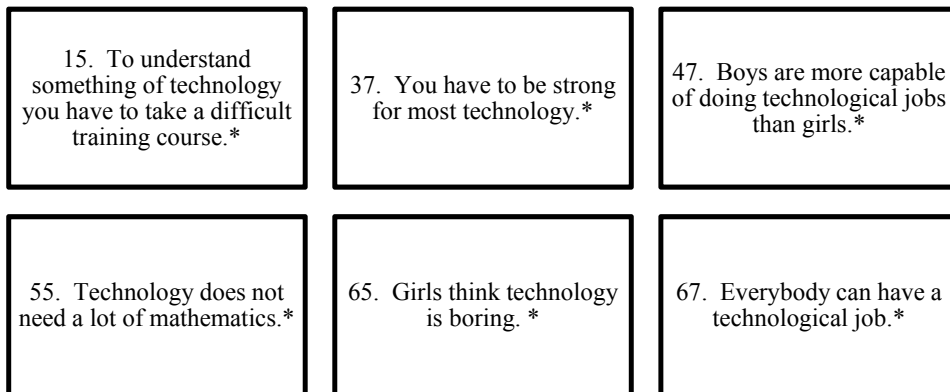 15. To understand
something of technology
you have to take a difficult
training course.*
37. You have to be strong
for most technology.*
47. Boys are more capable
of doing technological jobs
than girls.*
55. Technology does not
need a lot of mathematics.*
65. Girls think technology
is boring. *
67. Everybody can have a
technological job.*